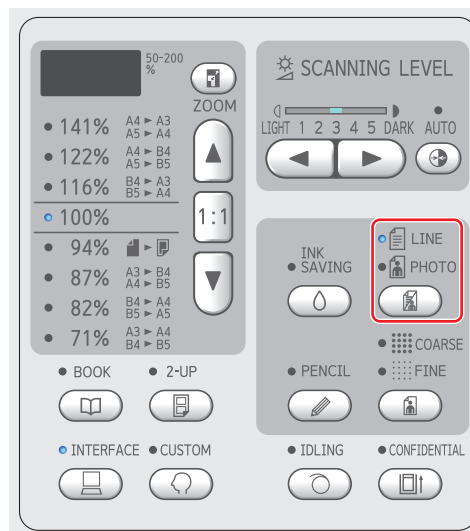 50-200
%
ZOOM
141% A4 ► A3
A5 ► A4
122% A4 ► B4
A5 ► B5
116% B4 ► A3
B5 ► A4
100%
1:1
94%
87% A3 ► B4
A4 ► B5
82% B4 ► A4
B5 ► A5
71% A3 ► A4
B4 ► B5
BOOK
2-UP
INTERFACE
CUSTOM
SCANNING LEVEL
LIGHT 1 2 3 4 5 DARK AUTO
INK
SAVING
LINE
PHOTO
COARSE
FINE
PENCIL
IDLING
CONFIDENTIAL